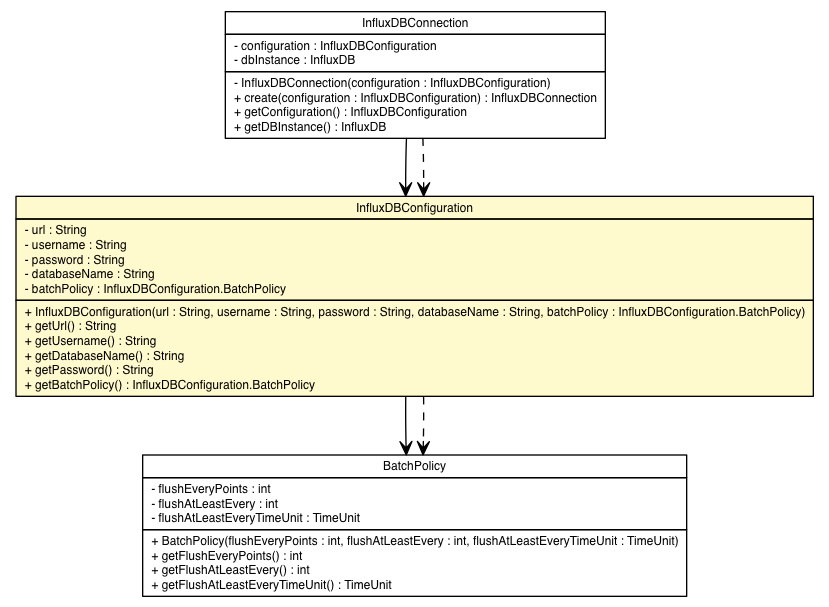 InfluxDBConnection
- configuration : InfluxDBConfiguration
- dbInstance : InfluxDB
- InfluxDBConnection(configuration : InfluxDBConfiguration)
+ create(configuration : InfluxDBConfiguration) : InfluxDBConnection
+ getConfiguration() : InfluxDBConfiguration
+ getDBInstance() : InfluxDB
InfluxDBConfiguration
- url : String
- username : String
- password : String
- databaseName : String
- batchPolicy : InfluxDBConfiguration.BatchPolicy
+ InfluxDBConfiguration(url : String, username : String, password : String, databaseName : String, batchPolicy : InfluxDBConfiguration.BatchPolicy)
+ getUrl() : String
+ getUsername() : String
+ getDatabaseName() : String
+ getPassword() : String
+ getBatchPolicy() : InfluxDBConfiguration.BatchPolicy
BatchPolicy
- flushEveryPoints : int
- flushAtLeastEvery : int
- flushAtLeastEveryTimeUnit : TimeUnit
+ BatchPolicy(flushEveryPoints : int, flushAtLeastEvery : int, flushAtLeastEveryTimeUnit : TimeUnit)
+ getFlushEveryPoints() : int
+ getFlushAtLeastEvery() : int
+ getFlushAtLeastEveryTimeUnit() : TimeUnit